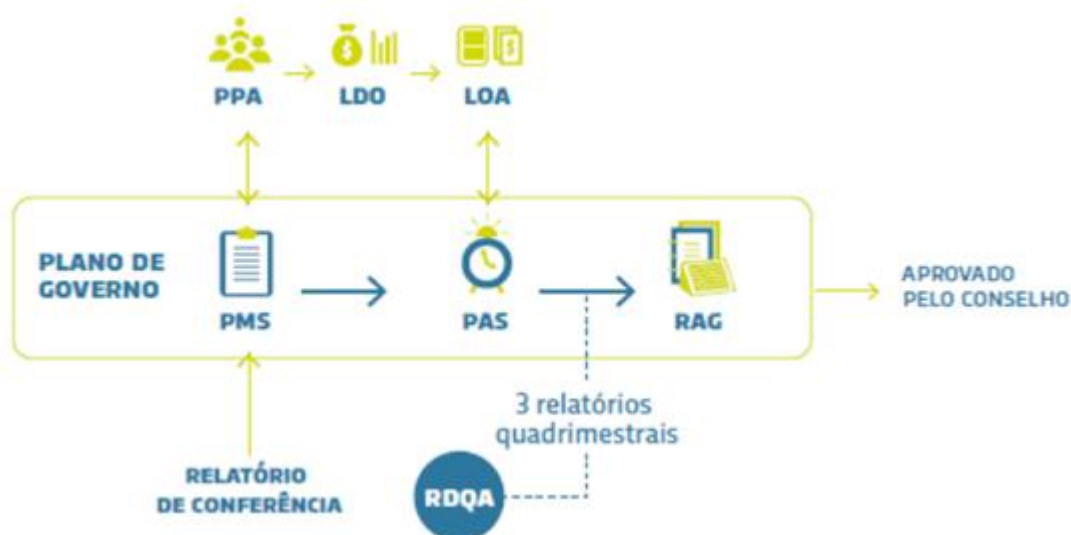 PPA
LDO
LOA
PLANO DE
GOVERNO
PMS
PAS
RAG
APROVADO
PELO CONSELHO
3 relatórios
quadrimestrais
RELATÓRIO
DE CONFERÊNCIA
RDQA